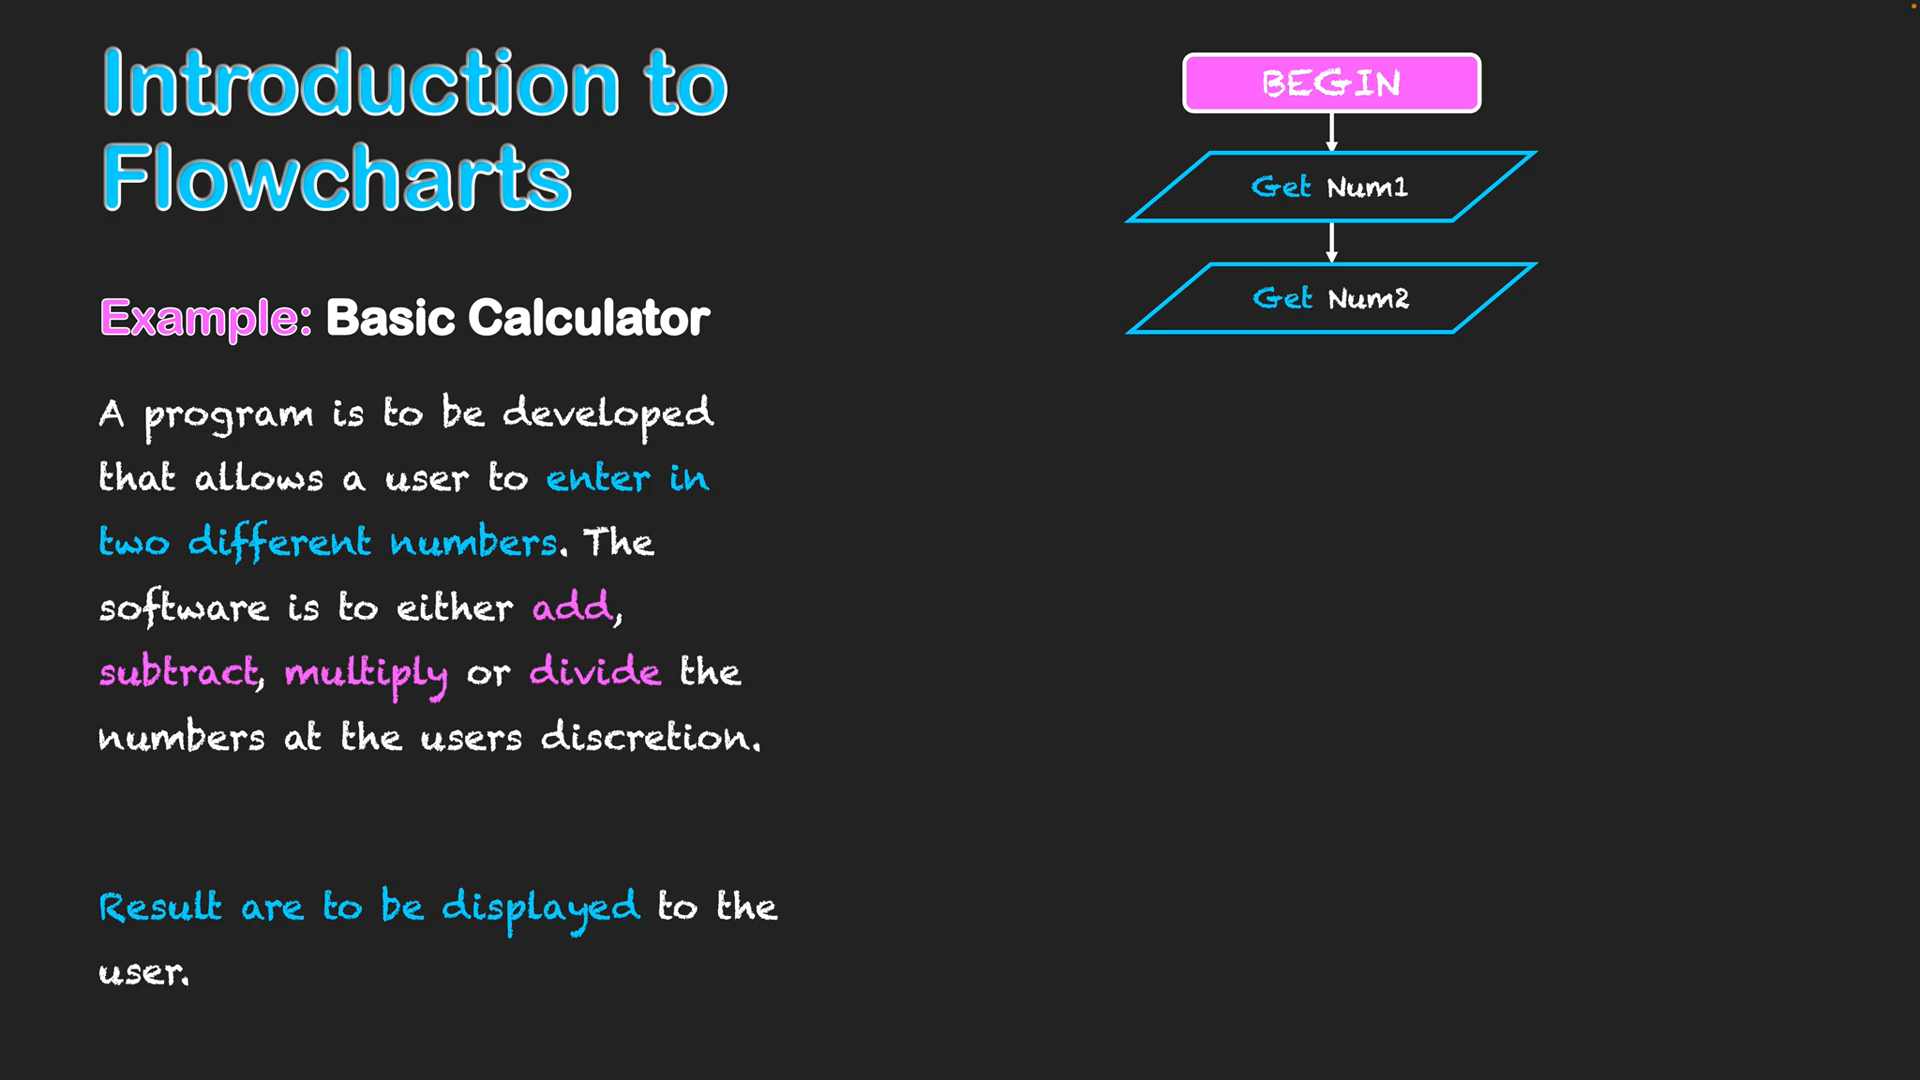 Introduction to
Flowcharts
Example: Basic Calculator
A program is to be developed
that allows a user to enter in
two different numbers. The
software is to either add,
subtract, multiply or divide the
numbers at the users discretion.
Result are to be displayed to the
user.
BEGIN
Get Num1
Get Num2